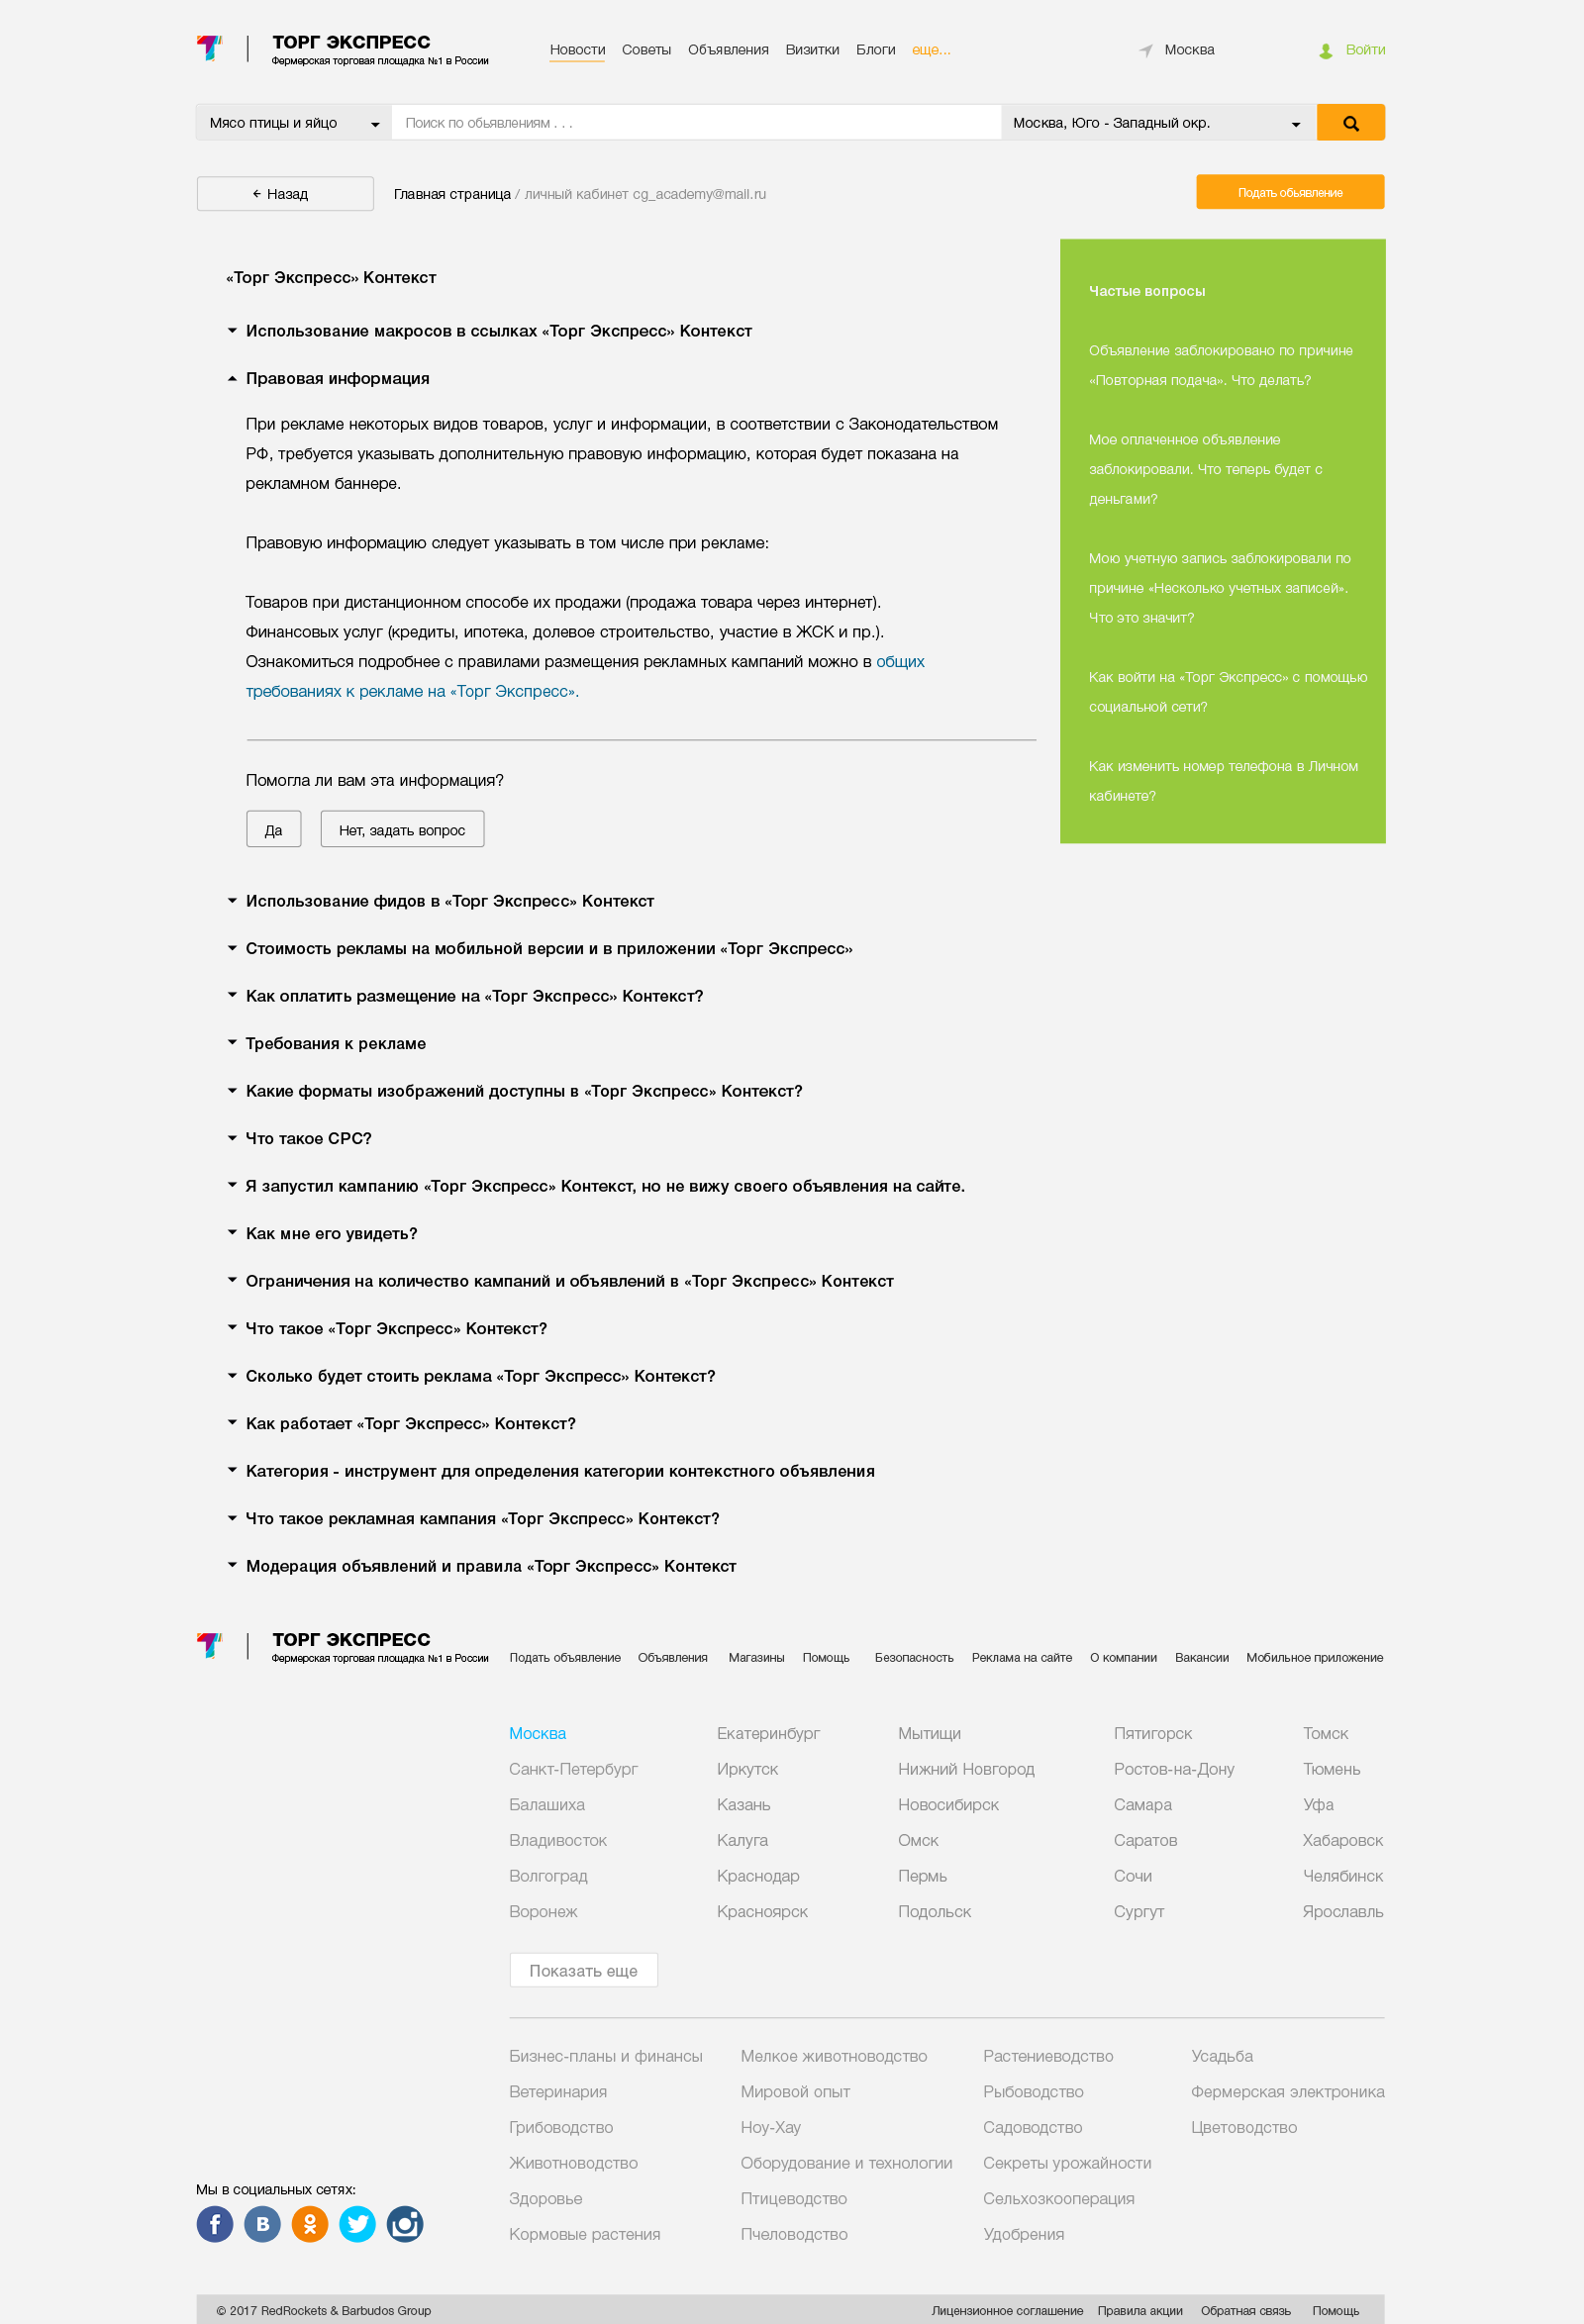 ТОРГ ЭКСПРЕСС
Фермерская торговая площадка №1 в России
Новости Советы Объявления Визитки Блоги еще...
Москва
Войти
Мясо птицы и яйцо
Поиск по обьявлениям . . .
Москва, Юго - Западный окр.
Назад
Главная страница / личный кабинет cg_academy@mail.ru
Подать обьявление
«Торг Экспресс» Контекст
Использование макросов в ссылках «Торг Экспресс» Контекст
Правовая информация
При рекламе некоторых видов товаров, услуг и информации, в соответствии с Законодательством
РФ, требуется указывать дополнительную правовую информацию, которая будет показана на
рекламном баннере.
Правовую информацию следует указывать в том числе при рекламе:
Товаров при дистанционном способе их продажи (продажа товара через интернет).
Финансовых услуг (кредиты, ипотека, долевое строительство, участие в ЖСК и пр.).
Ознакомиться подробнее с правилами размещения рекламных кампаний можно в общих
требованиях к рекламе на «Торг Экспресс».
Помогла ли вам эта информация?
Да
Нет, задать вопрос
Использование фидов в «Торг Экспресс» Контекст
Стоимость рекламы на мобильной версии и в приложении «Торг Экспресс»
Как оплатить размещение на «Торг Экспресс» Контекст?
Требования к рекламе
Какие форматы изображений доступны в «Торг Экспресс» Контекст?
Что такое CPC?
Я запустил кампанию «Торг Экспресс» Контекст, но не вижу своего объявления на сайте.
Как мне его увидеть?
Ограничения на количество кампаний и объявлений в «Торг Экспресс» Контекст
Что такое «Торг Экспресс» Контекст?
Сколько будет стоить реклама «Торг Экспресс» Контекст?
Как работает «Торг Экспресс» Контекст?
Категория - инструмент для определения категории контекстного объявления
Что такое рекламная кампания «Торг Экспресс» Контекст?
Модерация объявлений и правила «Торг Экспресс» Контекст
Частые вопросы
Объявление заблокировано по причине
«Повторная подача». Что делать?
Мое оплаченное объявление
заблокировали. Что теперь будет с
деньгами?
Мою учетную запись заблокировали по
причине «Несколько учетных записей».
Что это значит?
Как войти на «Торг Экспресс» с помощью
социальной сети?
Как изменить номер телефона в Личном
кабинете?
ТОРГ ЭКСПРЕСС
Фермерская торговая площадка №1 в России
Подать объявление Объявления Магазины Помощь Безопасность Реклама на сайте О компании Вакансии Мобильное приложение
Москва Екатеринбург Мытищи Пятигорск Томск
Санкт-Петербург Иркутск Нижний Новгород Ростов-на-Дону Тюмень
Балашиха Казань Новосибирск Самара Уфа
Владивосток Калуга Омск Саратов Хабаровск
Волгоград Краснодар Пермь Сочи Челябинск
Воронеж Красноярск Подольск Сургут Ярославль
Показать еще
Бизнес-планы и финансы Мелкое животноводство Растениеводство Усадьба
Ветеринария Мировой опыт Рыбоводство Фермерская электроника
Грибоводство Ноу-Хау Садоводство Цветоводство
Животноводство Оборудование и технологии Секреты урожайности
Здоровье Птицеводство Сельхозкооперация
Кормовые растения Пчеловодство Удобрения
Мы в социальных сетях:
© 2017 RedRockets & Barbudos Group
Лицензионное соглашение Правила акции Обратная связь Помощь